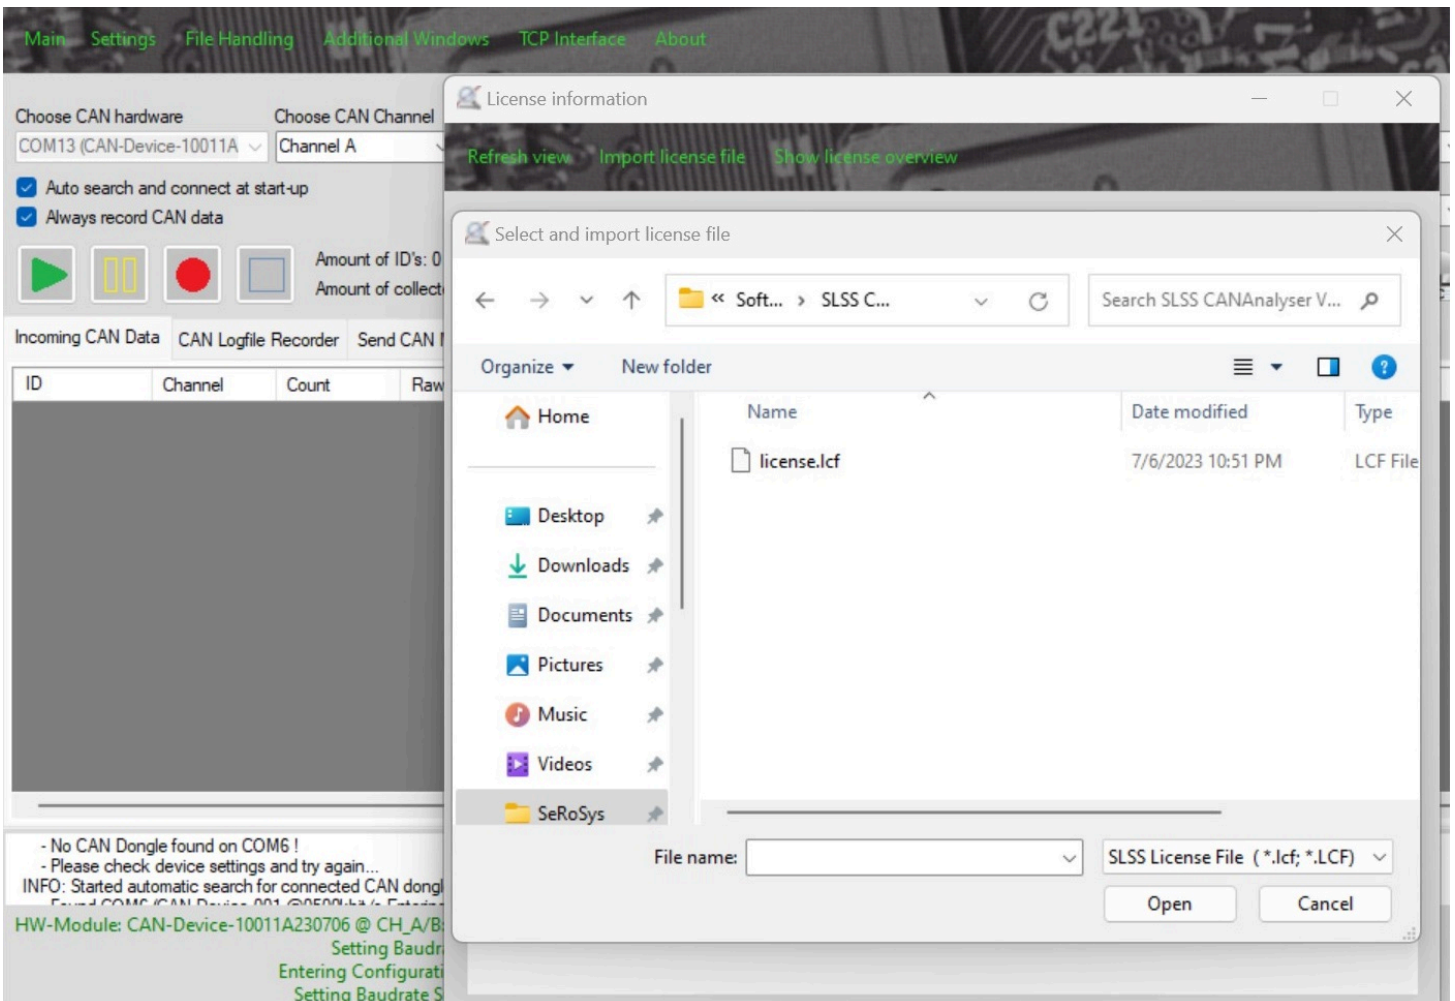 Main Settings File Handling Additional Windows TCP Interface About
C221
Choose CAN hardware
Choose CAN Channel
COM13 (CAN-Device-10011A
Channel A
Auto search and connect at start-up
Always record CAN data
Amount of ID's: 0
Amount of collect
Incoming CAN Data
CAN Logfile Recorder
Send CAN
ID
Channel
Count
Raw
- No CAN Dongle found on COM6 !
- Please check device settings and try again...
INFO: Started automatic search for connected CAN dongl
HW-Module: CAN-Device-10011A230706 @ CH_A/B:
Setting Baudr
Entering Configurati
Setting Baudrate S
License information
Refresh view
Import license file
Show license overview
Select and import license file
« Soft... › SLSS C...
Search SLSS CANAnalyser V...
Organize
New folder
?
Home
Desktop
Downloads
Documents
Pictures
Music
Videos
SeRoSys
Name
Date modified
Type
license.lcf
7/6/2023 10:51 PM
LCF File
File name:
SLSS License File ( *.lcf; *.LCF)
Open
Cancel